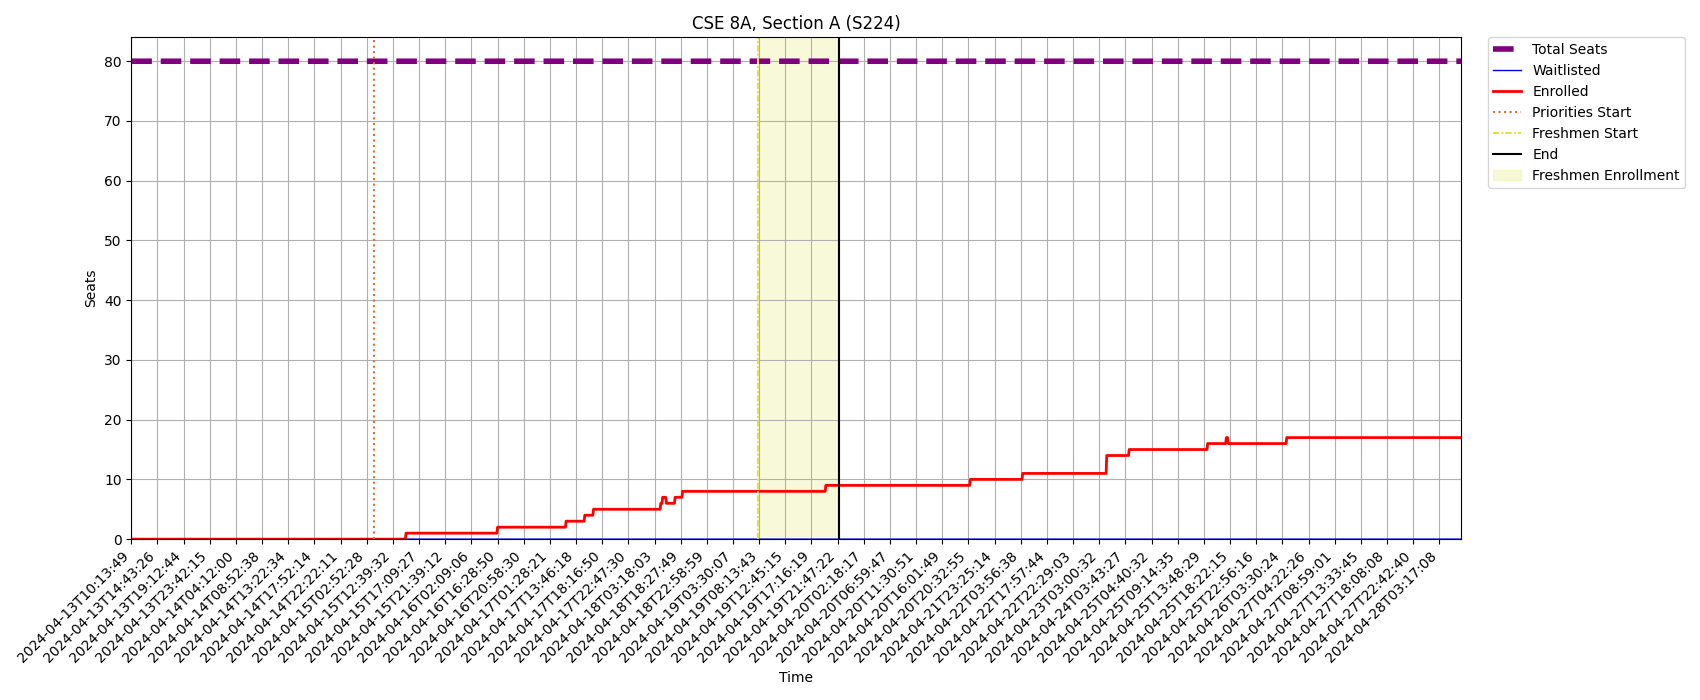 CSE 8A, Section A (S224)
Total Seats
Waitlisted
Enrolled
Priorities Start
Freshmen Start
End
Freshmen Enrollment
Seats
80
70
60
50
40
30
20
10
0
2024-04-13T10:13:49
2024-04-13T14:43:26
2024-04-13T19:12:44
2024-04-13T23:42:15
2024-04-14T04:12:00
2024-04-14T08:52:38
2024-04-14T13:22:34
2024-04-14T17:52:14
2024-04-14T22:22:11
2024-04-15T02:52:28
2024-04-15T12:39:32
2024-04-15T17:09:27
2024-04-15T21:39:12
2024-04-16T02:09:06
2024-04-16T16:28:50
2024-04-16T20:58:30
2024-04-17T01:28:21
2024-04-17T13:46:18
2024-04-17T18:16:50
2024-04-17T22:47:30
2024-04-18T03:18:03
2024-04-18T18:27:49
2024-04-18T22:58:59
2024-04-19T03:30:07
2024-04-19T08:13:43
2024-04-19T12:45:15
2024-04-19T17:16:19
2024-04-19T21:47:22
2024-04-20T02:18:17
2024-04-20T06:59:47
2024-04-20T11:30:51
2024-04-20T16:01:49
2024-04-20T20:32:55
2024-04-21T23:25:14
2024-04-22T03:56:38
2024-04-22T17:57:44
2024-04-22T22:29:03
2024-04-23T03:00:32
2024-04-24T03:43:27
2024-04-25T04:40:32
2024-04-25T09:14:35
2024-04-25T13:48:29
2024-04-25T18:22:15
2024-04-25T22:56:16
2024-04-26T03:30:24
2024-04-27T04:22:26
2024-04-27T08:59:01
2024-04-27T13:33:45
2024-04-27T18:08:08
2024-04-27T22:42:40
2024-04-28T03:17:08
Time